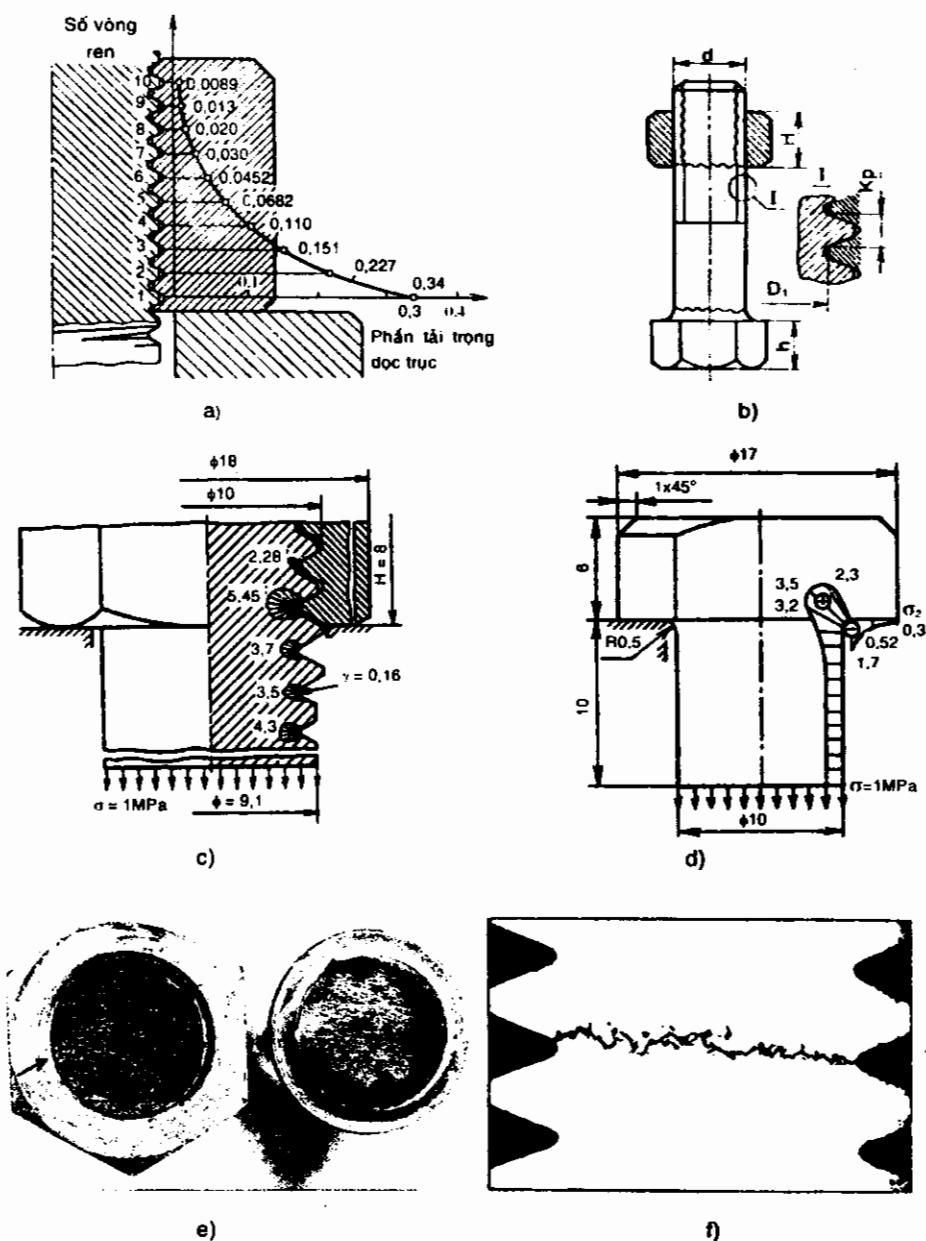 Số vòng
ren
10
0.0089
9
0,013
8
0,020
7
0,030
6
0.0452
5
0,0682
4
0,110
3
0,151
2
0,227
1
0,1
0,34
0,3
0,4
Phần tải trọng
dọc trục
a)
d
H
I
I
Kp
D₁
h
b)
ϕ18
ϕ10
2,28
5,45
H = 8
3,7
3,5
γ = 0,16
4,3
σ = 1MPa
ϕ = 9,1
c)
ϕ17
1x45°
6
3,5
2,3
3,2
σ₂
0,3
0,52
1,7
R0,5
10
σ=1MPa
ϕ10
d)
e)
f)